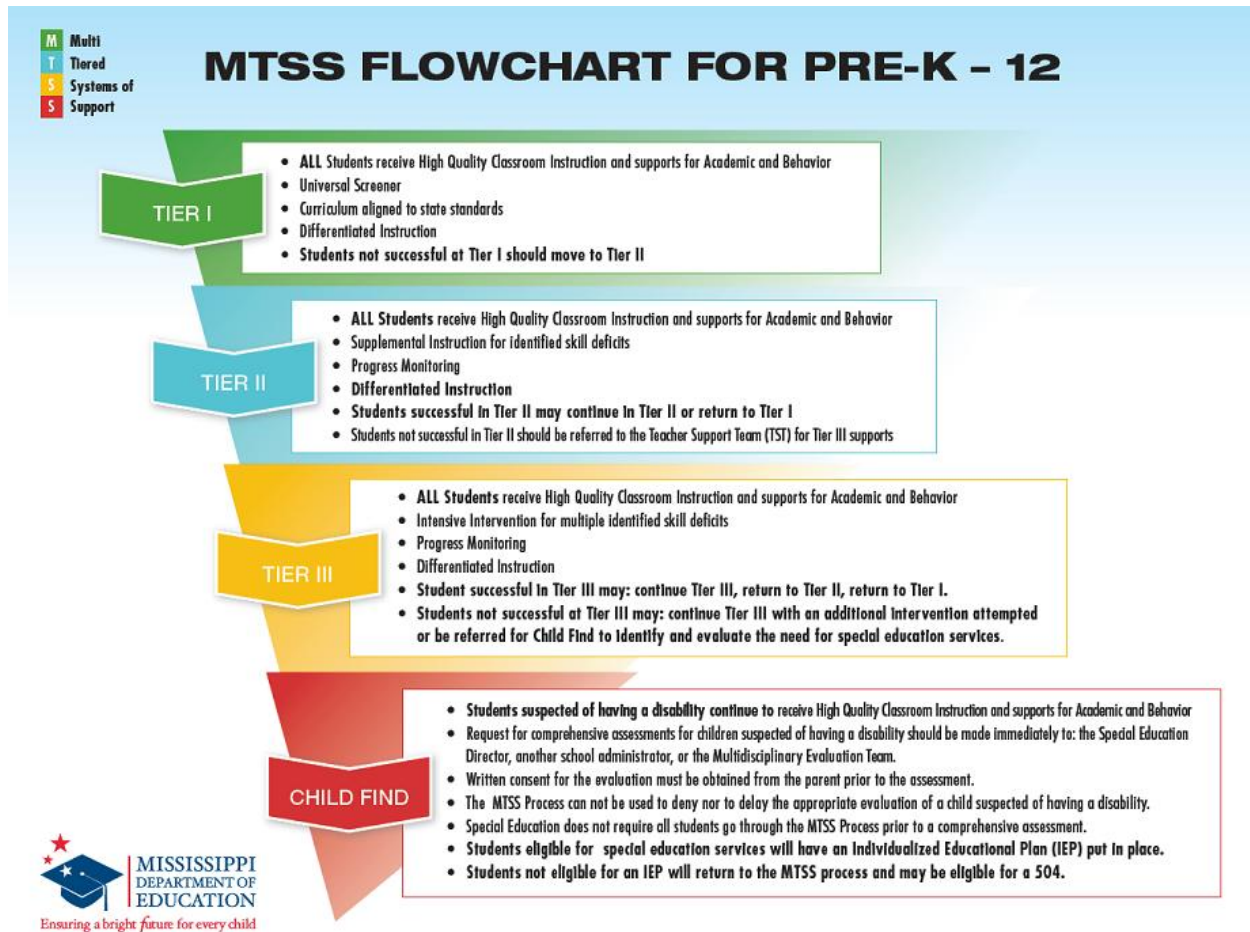 M Multi
T Tiered
S Systems of
S Support
MTSS FLOWCHART FOR PRE-K – 12
TIER I
• ALL Students receive High Quality Classroom Instruction and supports for Academic and Behavior
• Universal Screener
• Curriculum aligned to state standards
• Differentiated Instruction
• Students not successful at Tier I should move to Tier II
TIER II
• ALL Students receive High Quality Classroom Instruction and supports for Academic and Behavior
• Supplemental Instruction for identified skill deficits
• Progress Monitoring
• Differentiated Instruction
• Students successful in Tier II may continue in Tier II or return to Tier I
• Students not successful in Tier II should be referred to the Teacher Support Team (TST) for Tier III supports
TIER III
• ALL Students receive High Quality Classroom Instruction and supports for Academic and Behavior
• Intensive Intervention for multiple identified skill deficits
• Progress Monitoring
• Differentiated Instruction
• Student successful in Tier III may: continue Tier III, return to Tier II, return to Tier I.
• Students not successful at Tier III may: continue Tier III with an additional intervention attempted
or be referred for Child Find to identify and evaluate the need for special education services.
CHILD FIND
• Students suspected of having a disability continue to receive High Quality Classroom Instruction and supports for Academic and Behavior
• Request for comprehensive assessments for children suspected of having a disability should be made immediately to: the Special Education
Director, another school administrator, or the Multidisciplinary Evaluation Team.
• Written consent for the evaluation must be obtained from the parent prior to the assessment.
• The MTSS Process can not be used to deny nor to delay the appropriate evaluation of a child suspected of having a disability.
• Special Education does not require all students go through the MTSS Process prior to a comprehensive assessment.
• Students eligible for special education services will have an Individualized Educational Plan (IEP) put in place.
• Students not eligible for an IEP will return to the MTSS process and may be eligible for a 504.
MISSISSIPPI
DEPARTMENT OF
EDUCATION
Ensuring a bright future for every child